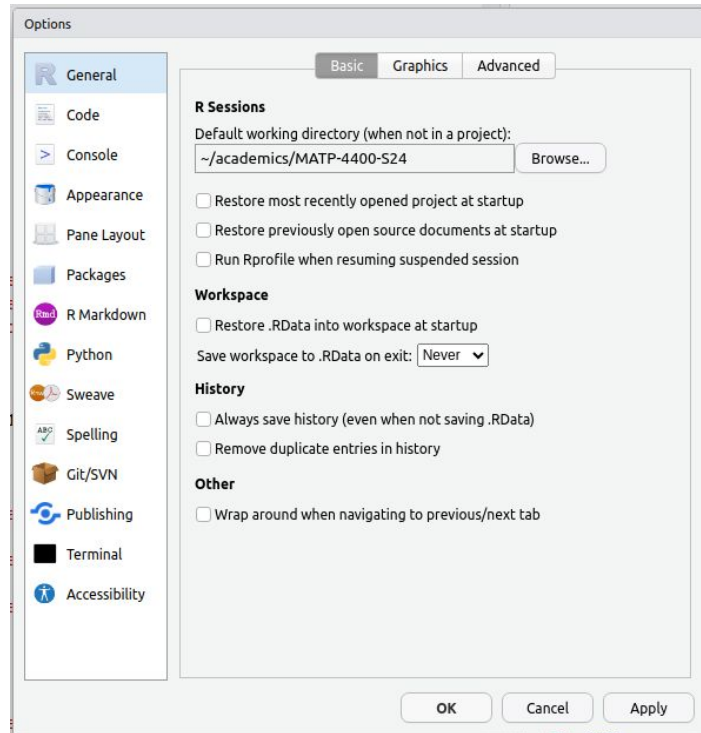 Options
General
Code
Console
Appearance
Pane Layout
Packages
Rmd R Markdown
Python
Sweave
ABC Spelling
Git/SVN
Publishing
Terminal
Accessibility
Basic Graphics Advanced
R Sessions
Default working directory (when not in a project):
~/academics/MATP-4400-S24 Browse...
Restore most recently opened project at startup
Restore previously open source documents at startup
Run Rprofile when resuming suspended session
Workspace
Restore .RData into workspace at startup
Save workspace to .RData on exit: Never
History
Always save history (even when not saving .RData)
Remove duplicate entries in history
Other
Wrap around when navigating to previous/next tab
OK Cancel Apply